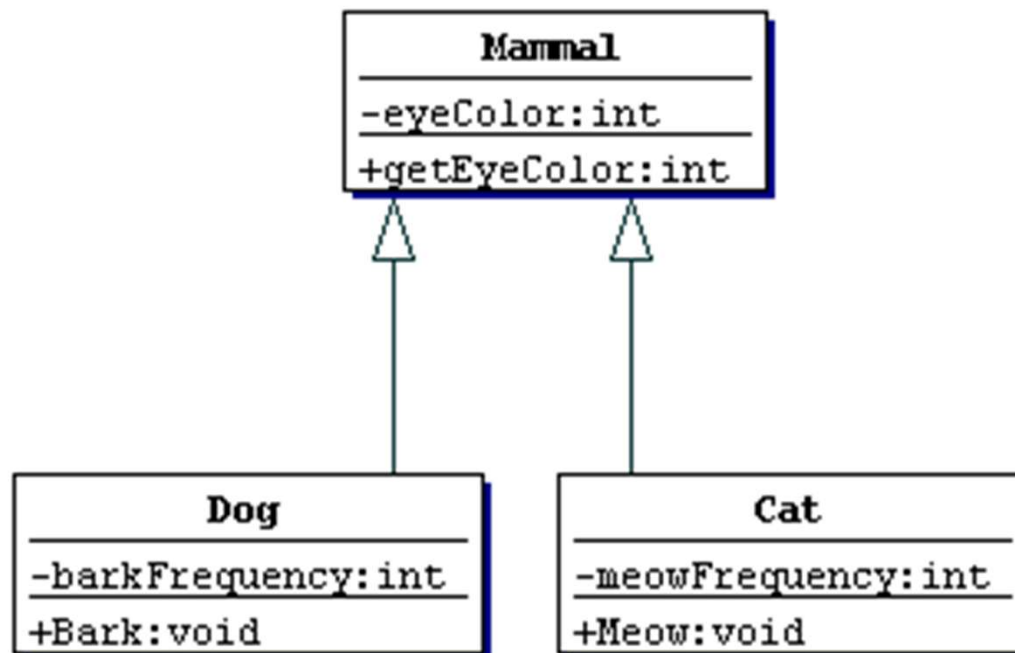 Mammal
-eyeColor:int
+getEyeColor:int
Dog
-barkFrequency:int
+Bark:void
Cat
-meowFrequency:int
+Meow:void